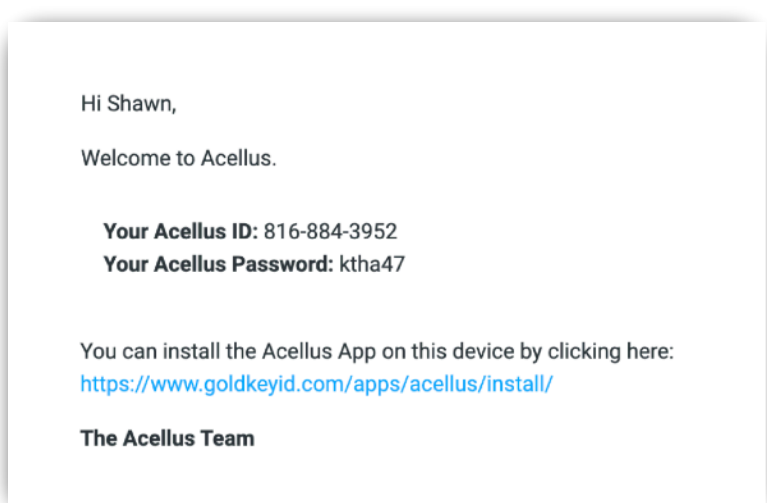 Hi Shawn,
Welcome to Acellus.
Your Acellus ID: 816-884-3952
Your Acellus Password: ktha47
You can install the Acellus App on this device by clicking here:
https://www.goldkeyid.com/apps/acellus/install/
The Acellus Team